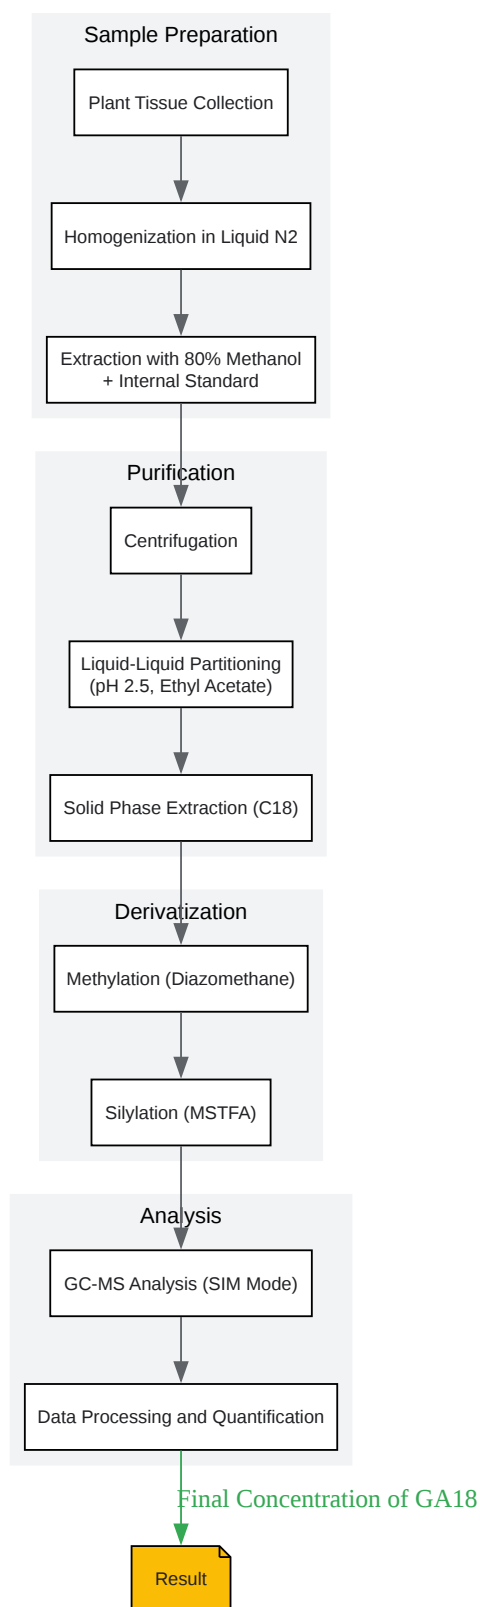 Sample Preparation
Plant Tissue Collection
Homogenization in Liquid N2
Extraction with 80% Methanol
+ Internal Standard
Purification
Centrifugation
Liquid-Liquid Partitioning
(pH 2.5, Ethyl Acetate)
Solid Phase Extraction (C18)
Derivatization
Methylation (Diazomethane)
Silylation (MSTFA)
Analysis
GC-MS Analysis (SIM Mode)
Data Processing and Quantification
Final Concentration of GA18
Result